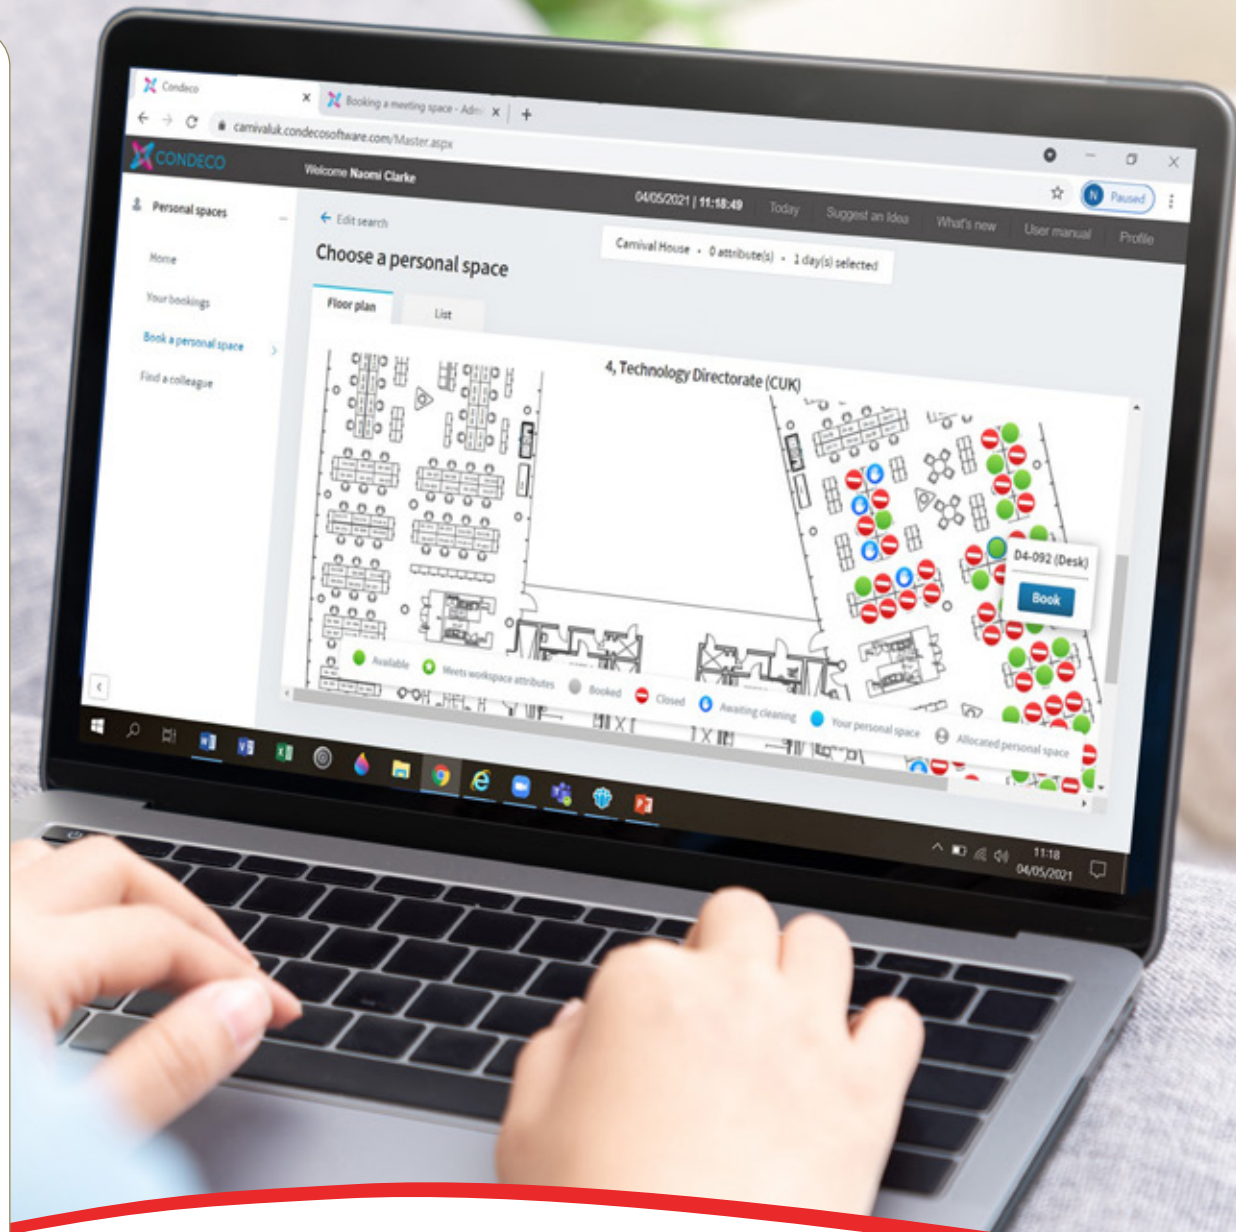 Condeco
Booking a meeting space - Adm
carnivaluk.condecosoftware.com/Master.aspx
N Paused
CONDECO
Welcome Naomi Clarke
04/05/2021 | 11:18:49
Today
Suggest an Idea
What's new
User manual
Profile
Personal spaces
Home
Your bookings
Book a personal space
Find a colleague
Edit search
Carnival House • 0 attribute(s) • 1 day(s) selected
Choose a personal space
Floor plan
List
4, Technology Directorate (CUK)
D4-092 (Desk)
Book
Available
Meets workspace attributes
Booked
Closed
Awaiting cleaning
Your personal space
Allocated personal space
11:18
04/05/2021